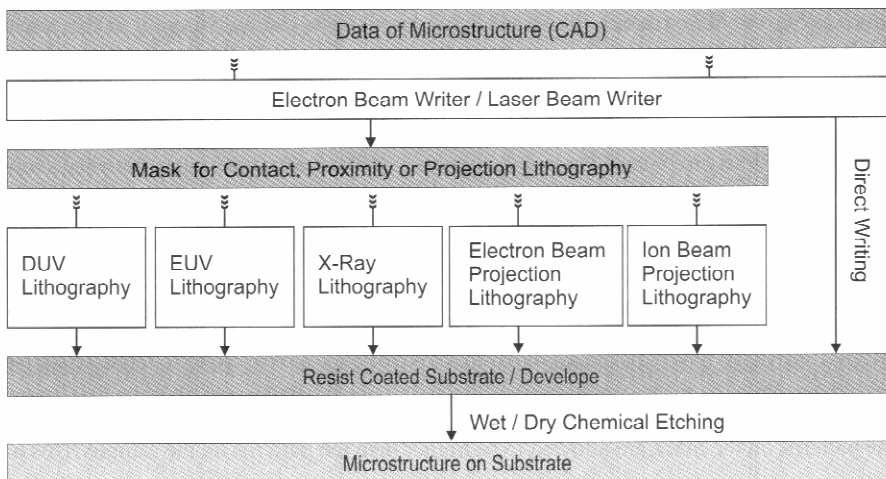 Data of Microstructure (CAD)
Electron Beam Writer / Laser Beam Writer
Mask for Contact, Proximity or Projection Lithography
Direct Writing
DUV
Lithography
EUV
Lithography
X-Ray
Lithography
Electron Beam
Projection
Lithography
Ion Beam
Projection
Lithography
Resist Coated Substrate / Develope
Wet / Dry Chemical Etching
Microstructure on Substrate